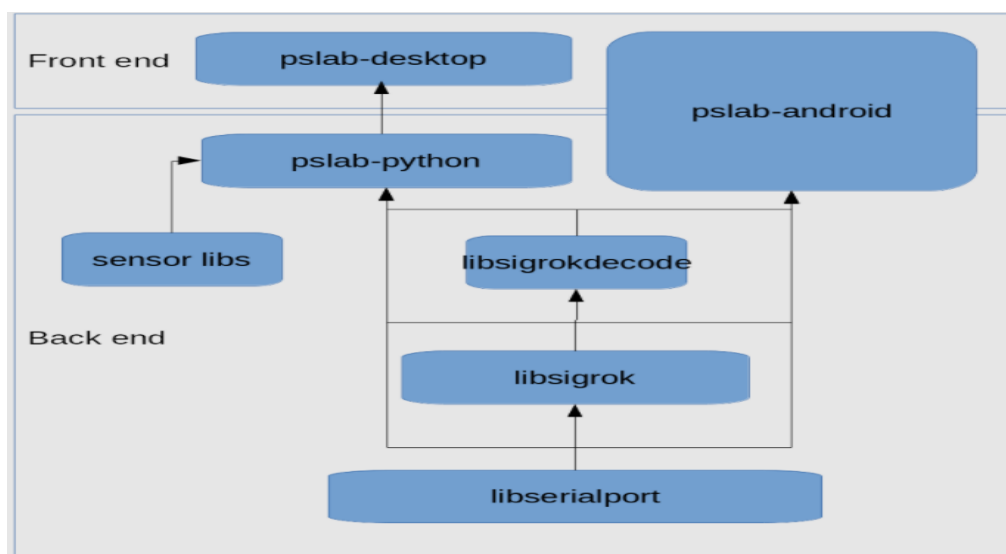 Front end
pslab-desktop
pslab-android
pslab-python
sensor libs
libsigrokdecode
Back end
libsigrok
libserialport